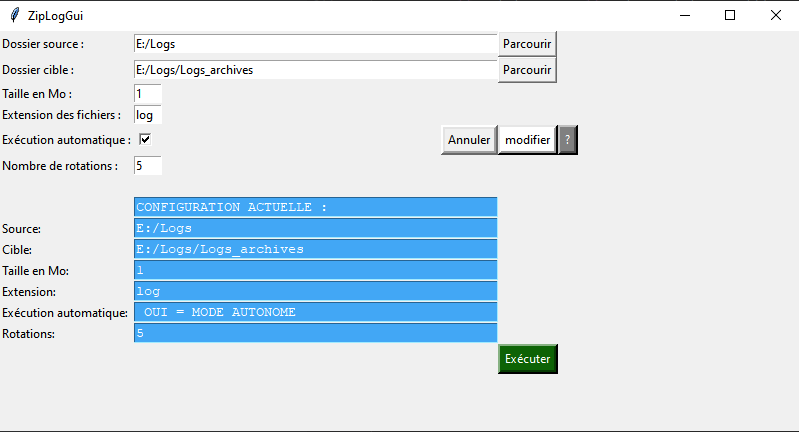 ZipLogGui
Dossier source : E:/Logs Parcourir
Dossier cible : E:/Logs/Logs_archives Parcourir
Taille en Mo : 1
Extension des fichiers : log
Exécution automatique : Annuler modifier ?
Nombre de rotations : 5
CONFIGURATION ACTUELLE :
Source: E:/Logs
Cible: E:/Logs/Logs_archives
Taille en Mo: 1
Extension: log
Exécution automatique: OUI = MODE AUTONOME
Rotations: 5
Exécuter